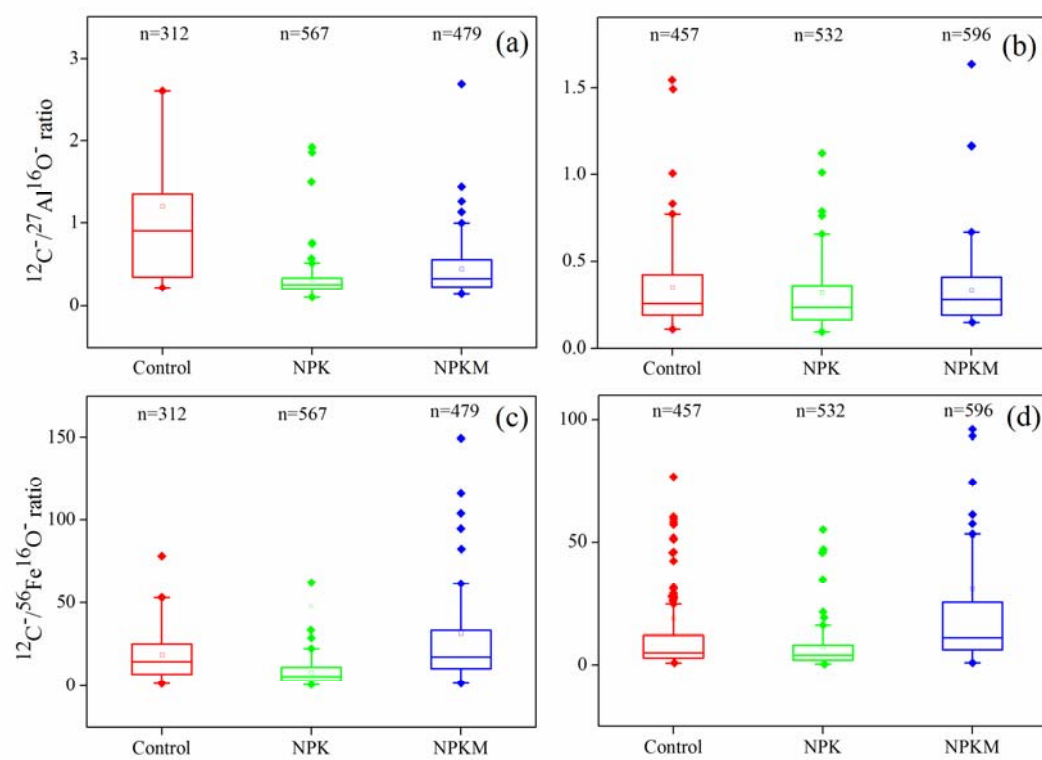 n=312 n=567 n=479 (a)
3
2
1
0
¹²C⁻/²⁷Al¹⁶O⁻ ratio
Control NPK NPKM
n=457 n=532 n=596 (b)
1.5
1.0
0.5
0.0
Control NPK NPKM
n=312 n=567 n=479 (c)
150
100
50
0
¹²C⁻/⁵⁶Fe¹⁶O⁻ ratio
Control NPK NPKM
n=457 n=532 n=596 (d)
100
50
0
Control NPK NPKM